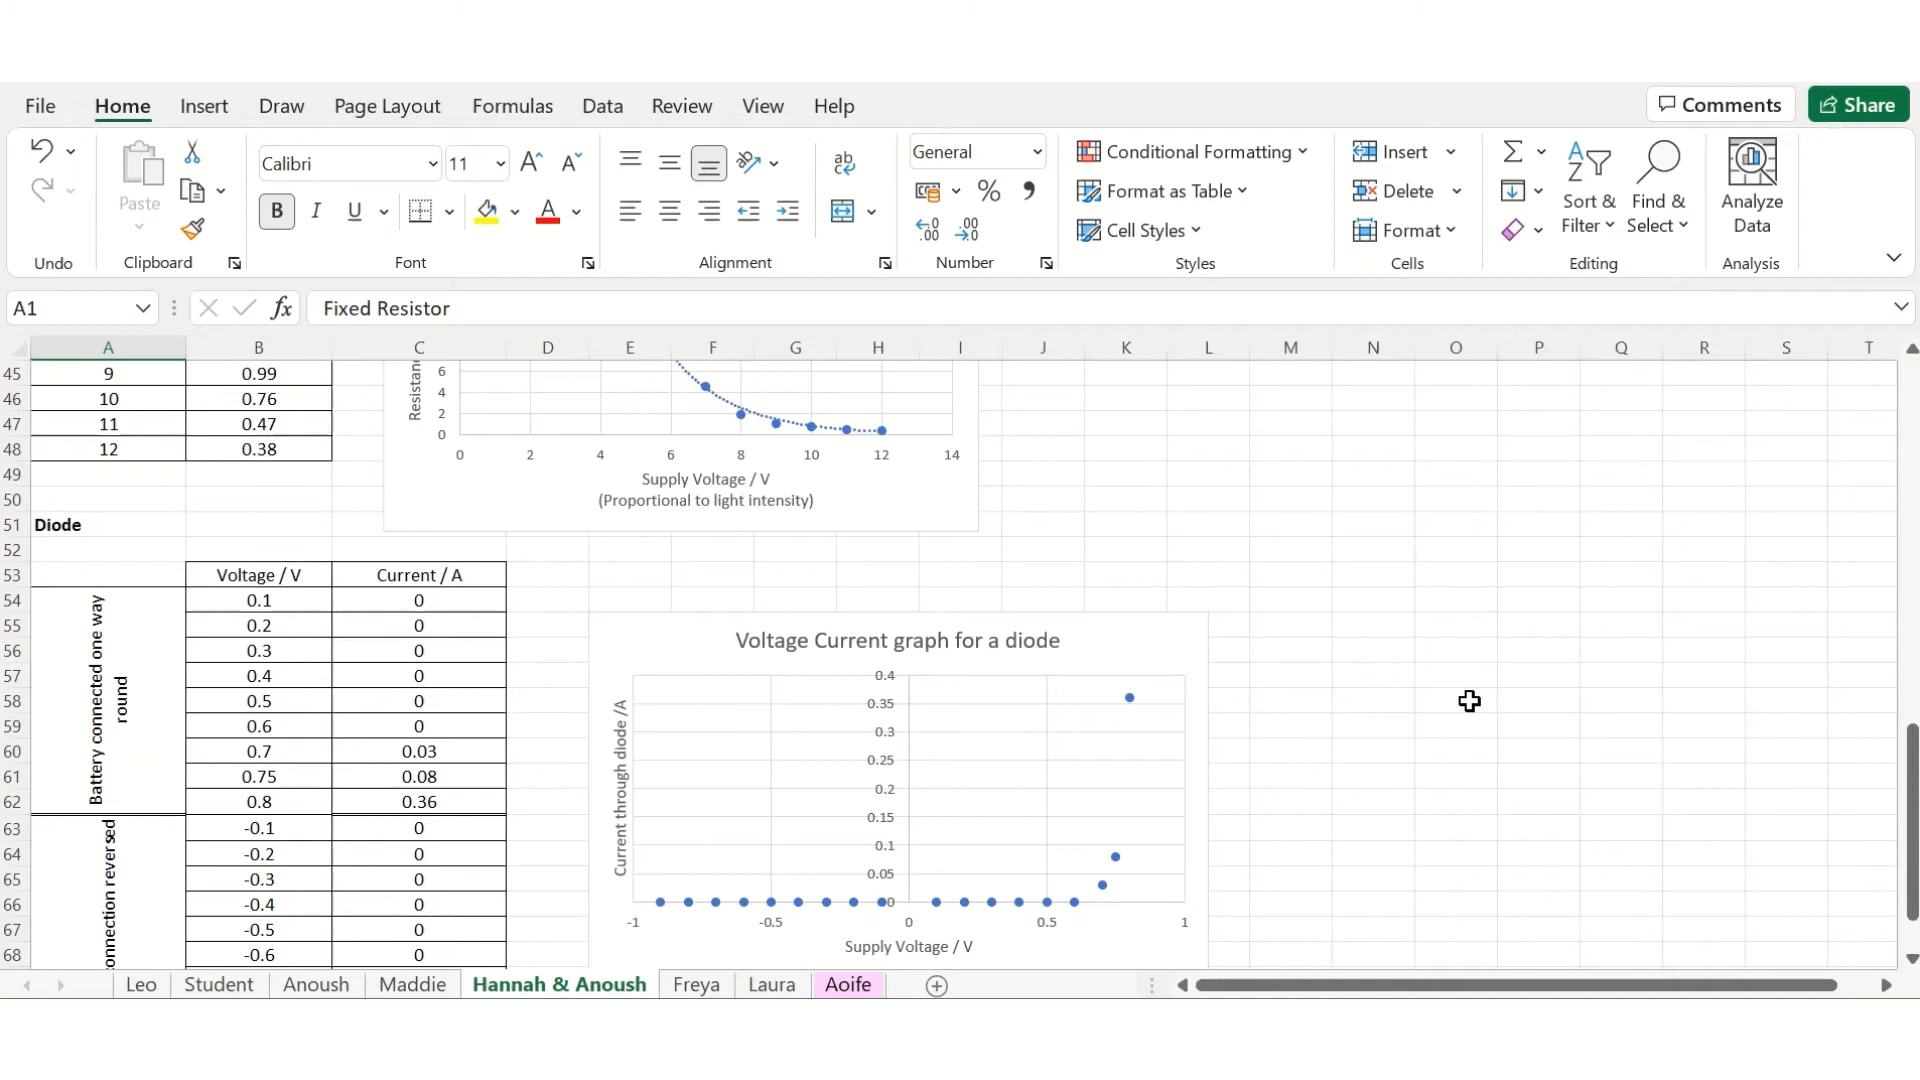 File Home Insert Draw Page Layout Formulas Data Review View Help Comments Share
Calibri 11 General Conditional Formatting Insert
Paste B I U A % Format as Table Delete Sort & Filter Find & Select Analyze Data
Cell Styles Format
Undo Clipboard Font Alignment Number Styles Cells Editing Analysis
A1 fx Fixed Resistor
A B C D E F G H I J K L M N O P Q R S T
45 9 0.99
46 10 0.76
47 11 0.47
48 12 0.38
49
50
51 Diode
52
53 Voltage / V Current / A
54 0.1 0
55 0.2 0
56 0.3 0
57 0.4 0
58 0.5 0
59 0.6 0
60 0.7 0.03
61 0.75 0.08
62 0.8 0.36
63 -0.1 0
64 -0.2 0
65 -0.3 0
66 -0.4 0
67 -0.5 0
68 -0.6 0
Battery connected one way
round
6
4
2
0
0 2 4 6 8 10 12 14
Supply Voltage / V
(Proportional to light intensity)
Voltage Current graph for a diode
Current through diode /A
0.4
0.35
0.3
0.25
0.2
0.15
0.1
0.05
0
-1 -0.5 0 0.5 1
Supply Voltage / V
Leo Student Anoush Maddie Hannah & Anoush Freya Laura Aoife